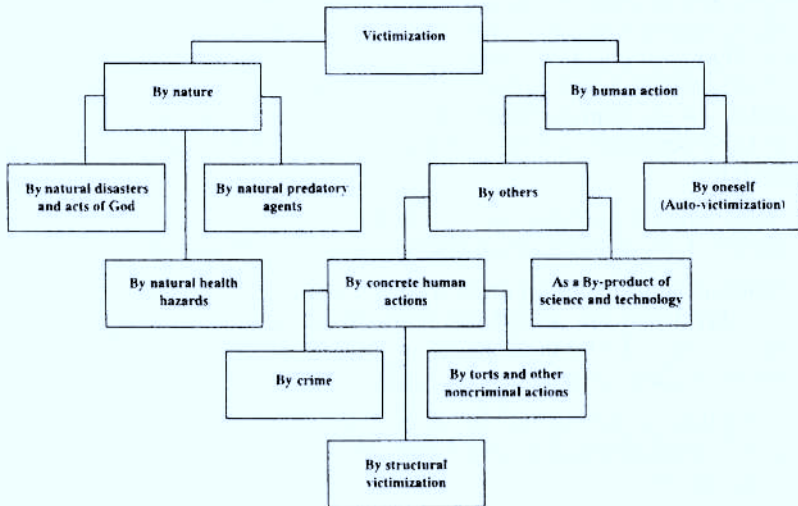 Victimization
By nature
By human action
By natural disasters
and acts of God
By natural predatory
agents
By others
By oneself
(Auto-victimization)
By natural health
hazards
By concrete human
actions
As a By-product of
science and technology
By crime
By torts and other
noncriminal actions
By structural
victimization